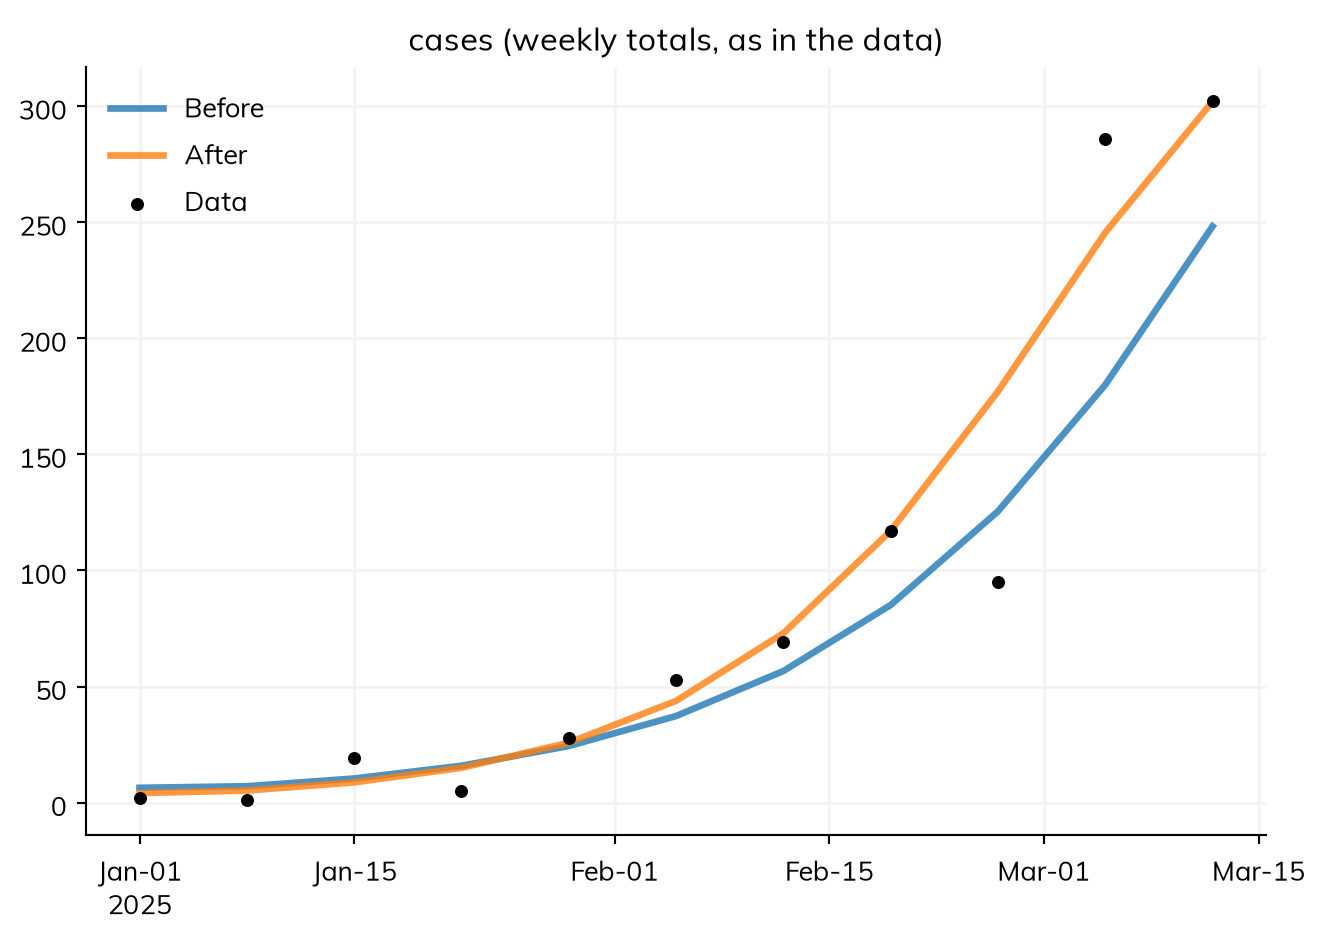 cases (weekly totals, as in the data)
Before
After
Data
300
250
200
150
100
50
0
Jan-01 Jan-15 Feb-01 Feb-15 Mar-01 Mar-15
2025